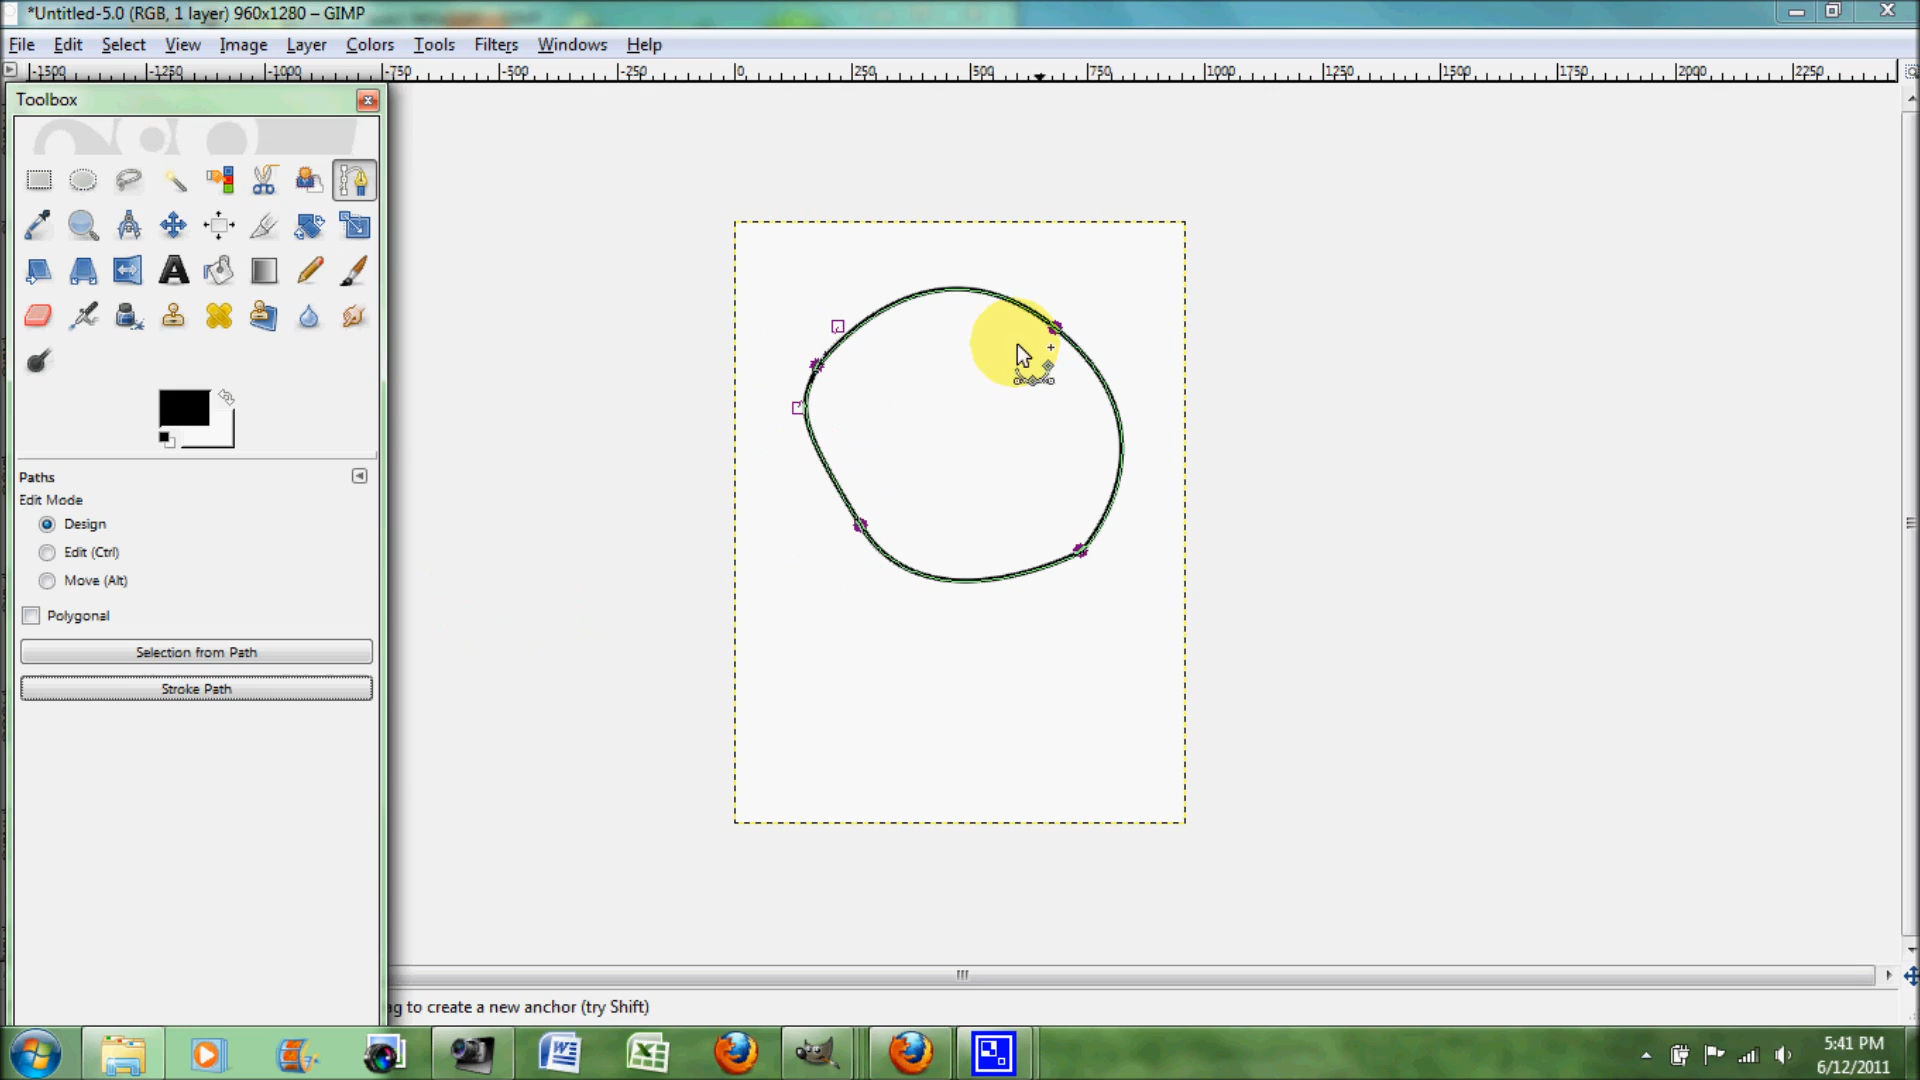 *Untitled-5.0 (RGB, 1 layer) 960x1280 – GIMP
File Edit Select View Image Layer Colors Tools Filters Windows Help
-1500 -1250 -1000 -750 -500 -250 0 250 500 750 1000 1250 1500 1750 2000 2250
Toolbox
Paths
Edit Mode
Design
Edit (Ctrl)
Move (Alt)
Polygonal
Selection from Path
Stroke Path
ag to create a new anchor (try Shift)
5:41 PM
6/12/2011